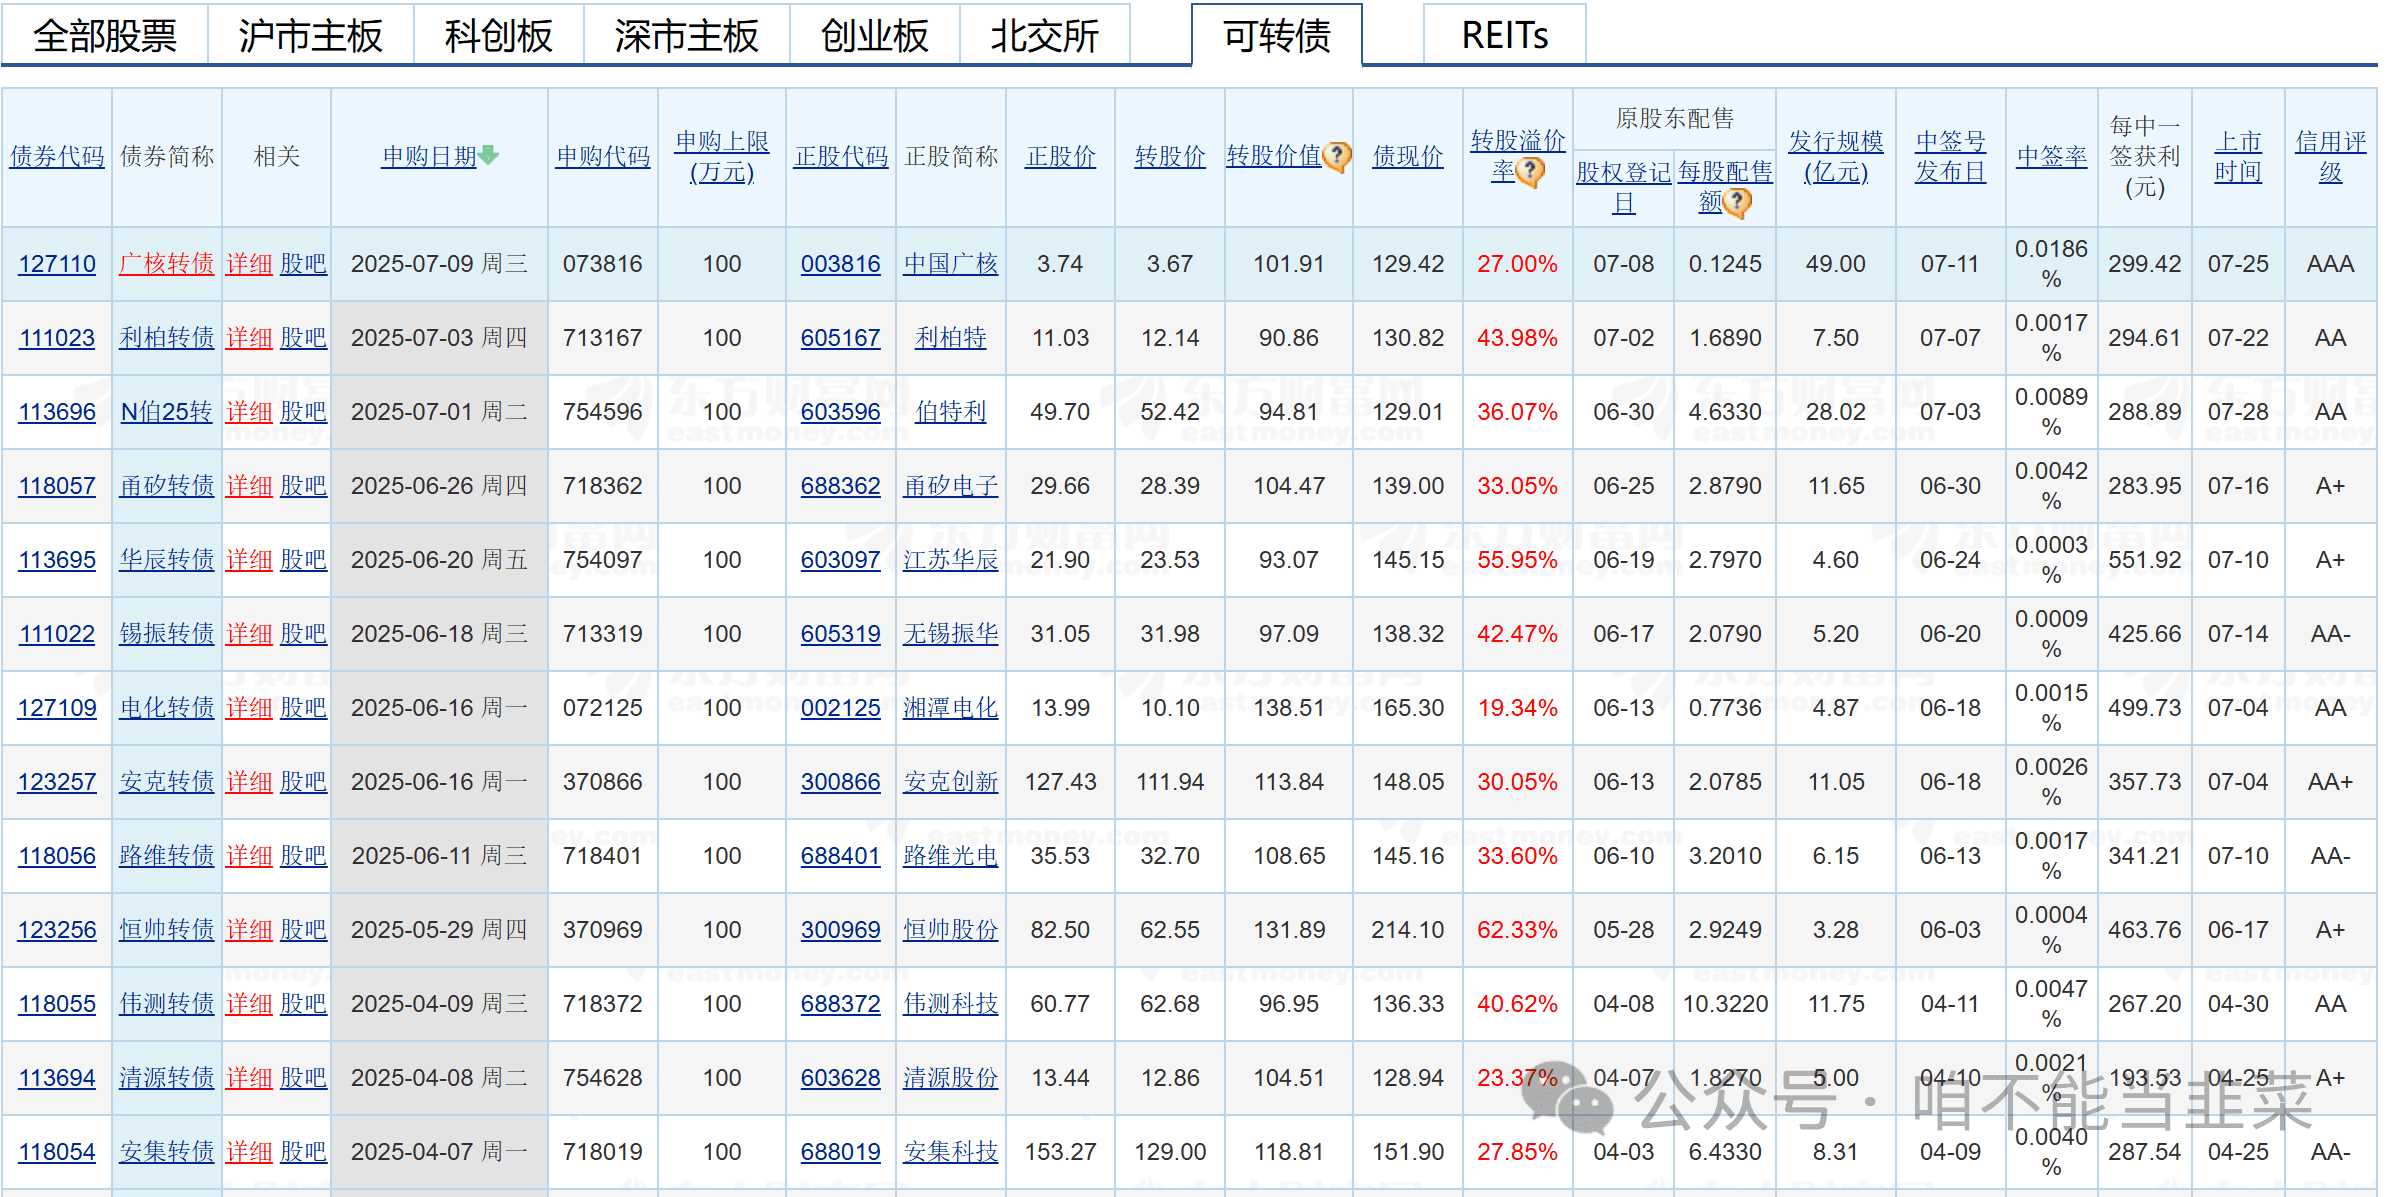 全部股票 沪市主板 科创板 深市主板 创业板 北交所 可转债 REITs
债券代码 债券简称 相关 申购日期 申购代码 申购上限(万元) 正股代码 正股简称 正股价 转股价 转股价值 债现价 转股溢价率 原股东配售 股权登记日 每股配售额 发行规模(亿元) 中签号发布日 中签率 每中一签获利(元) 上市时间 信用评级
127110 广核转债 详细 股吧 2025-07-09 周三 073816 100 003816 中国广核 3.74 3.67 101.91 129.42 27.00% 07-08 0.1245 49.00 07-11 0.0186% 299.42 07-25 AAA
111023 利柏转债 详细 股吧 2025-07-03 周四 713167 100 605167 利柏特 11.03 12.14 90.86 130.82 43.98% 07-02 1.6890 7.50 07-07 0.0017% 294.61 07-22 AA
113696 N伯25转 详细 股吧 2025-07-01 周二 754596 100 603596 伯特利 49.70 52.42 94.81 129.01 36.07% 06-30 4.6330 28.02 07-03 0.0089% 288.89 07-28 AA
118057 甬矽转债 详细 股吧 2025-06-26 周四 718362 100 688362 甬矽电子 29.66 28.39 104.47 139.00 33.05% 06-25 2.8790 11.65 06-30 0.0042% 283.95 07-16 A+
113695 华辰转债 详细 股吧 2025-06-20 周五 754097 100 603097 江苏华辰 21.90 23.53 93.07 145.15 55.95% 06-19 2.7970 4.60 06-24 0.0003% 551.92 07-10 A+
111022 锡振转债 详细 股吧 2025-06-18 周三 713319 100 605319 无锡振华 31.05 31.98 97.09 138.32 42.47% 06-17 2.0790 5.20 06-20 0.0009% 425.66 07-14 AA-
127109 电化转债 详细 股吧 2025-06-16 周一 072125 100 002125 湘潭电化 13.99 10.10 138.51 165.30 19.34% 06-13 0.7736 4.87 06-18 0.0015% 499.73 07-04 AA
123257 安克转债 详细 股吧 2025-06-16 周一 370866 100 300866 安克创新 127.43 111.94 113.84 148.05 30.05% 06-13 2.0785 11.05 06-18 0.0026% 357.73 07-04 AA+
118056 路维转债 详细 股吧 2025-06-11 周三 718401 100 688401 路维光电 35.53 32.70 108.65 145.16 33.60% 06-10 3.2010 6.15 06-13 0.0017% 341.21 07-10 AA-
123256 恒帅转债 详细 股吧 2025-05-29 周四 370969 100 300969 恒帅股份 82.50 62.55 131.89 214.10 62.33% 05-28 2.9249 3.28 06-03 0.0004% 463.76 06-17 A+
118055 伟测转债 详细 股吧 2025-04-09 周三 718372 100 688372 伟测科技 60.77 62.68 96.95 136.33 40.62% 04-08 10.3220 11.75 04-11 0.0047% 267.20 04-30 AA
113694 清源转债 详细 股吧 2025-04-08 周二 754628 100 603628 清源股份 13.44 12.86 104.51 128.94 23.37% 04-07 1.8270 5.00 04-10 0.0021% 193.53 04-25 A+
118054 安集转债 详细 股吧 2025-04-07 周一 718019 100 688019 安集科技 153.27 129.00 118.81 151.90 27.85% 04-03 6.4330 8.31 04-09 0.0040% 287.54 04-25 AA-
公众号 · 咱不能当韭菜
东方财富网
eastmoney.com